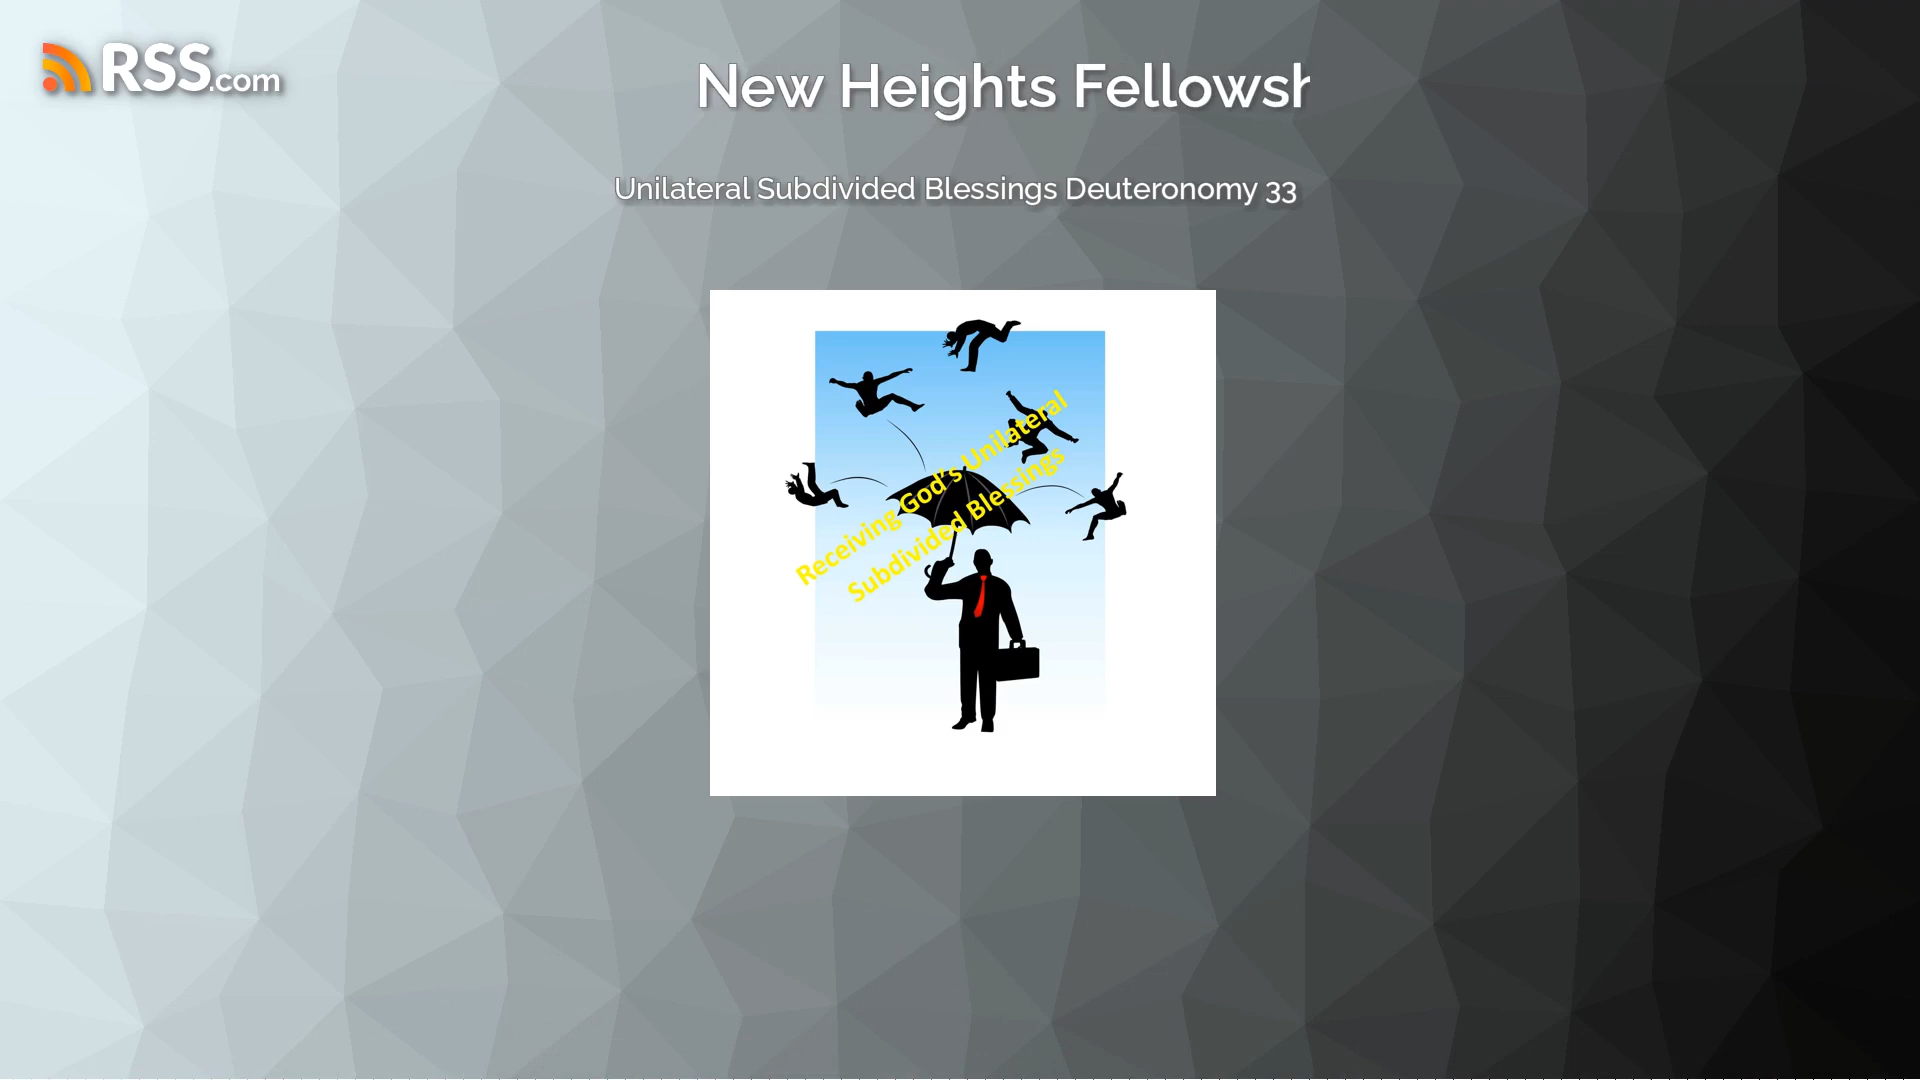 RSS.com
New Heights Fellowsh
Unilateral Subdivided Blessings Deuteronomy 33
Receiving God's Unilateral
Subdivided Blessings